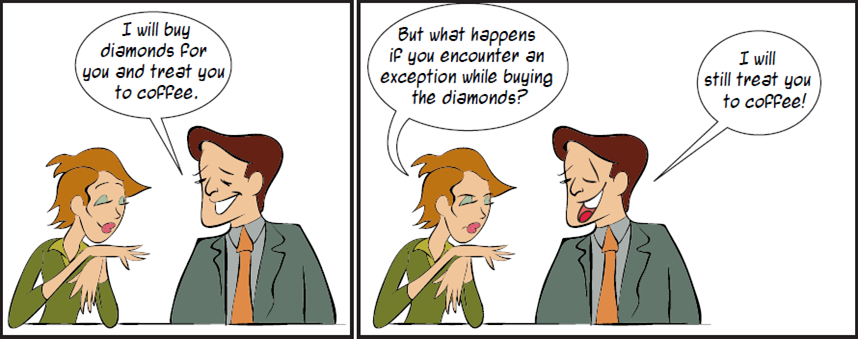 I will buy
diamonds for
you and treat you
to coffee.
But what happens
if you encounter an
exception while buying
the diamonds?
I will
still treat you
to coffee!